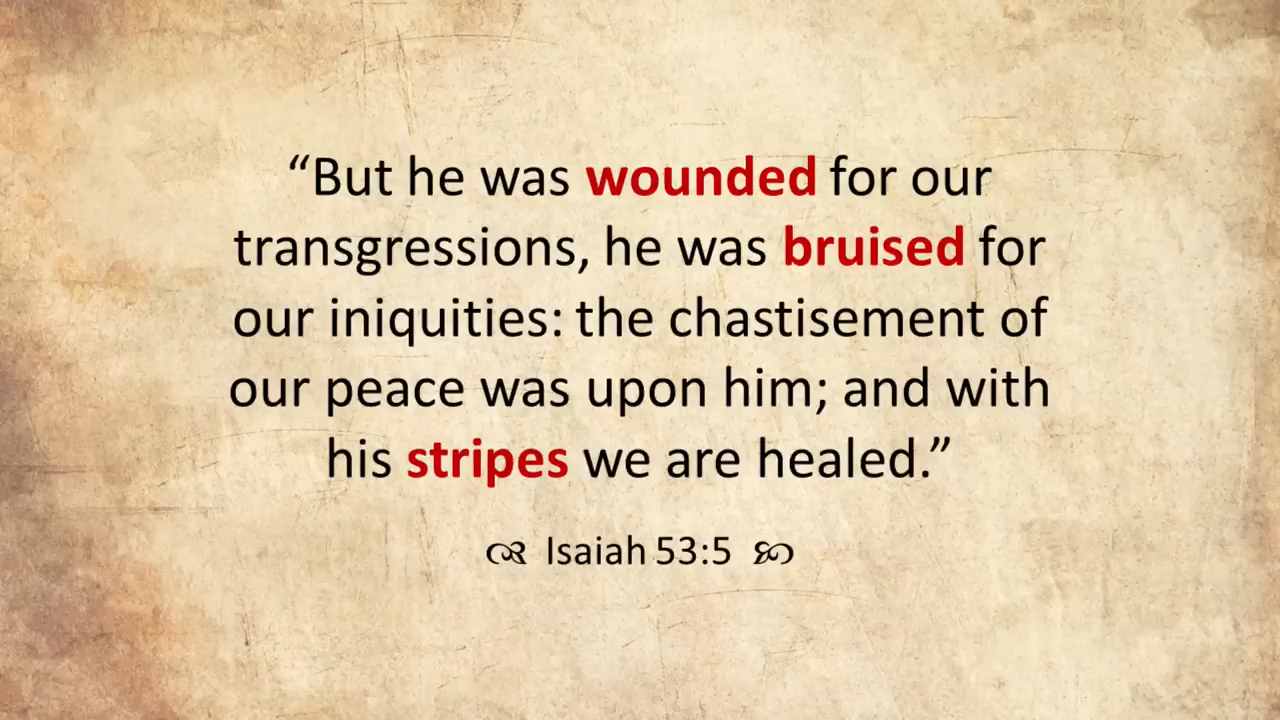 “But he was wounded for our
transgressions, he was bruised for
our iniquities: the chastisement of
our peace was upon him; and with
his stripes we are healed.”
Isaiah 53:5